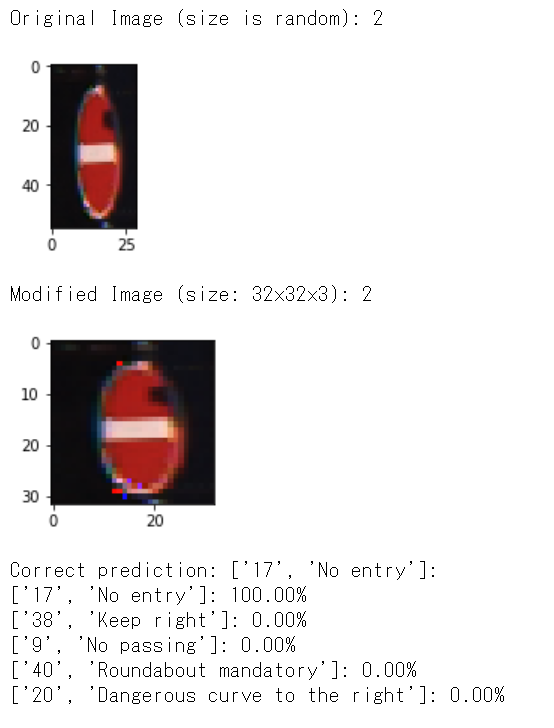 Original Image (size is random): 2
0
20
40
0 25
Modified Image (size: 32x32x3): 2
0
10
20
30
0 20
Correct prediction: ['17', 'No entry']:
['17', 'No entry']: 100.00%
['38', 'Keep right']: 0.00%
['9', 'No passing']: 0.00%
['40', 'Roundabout mandatory']: 0.00%
['20', 'Dangerous curve to the right']: 0.00%